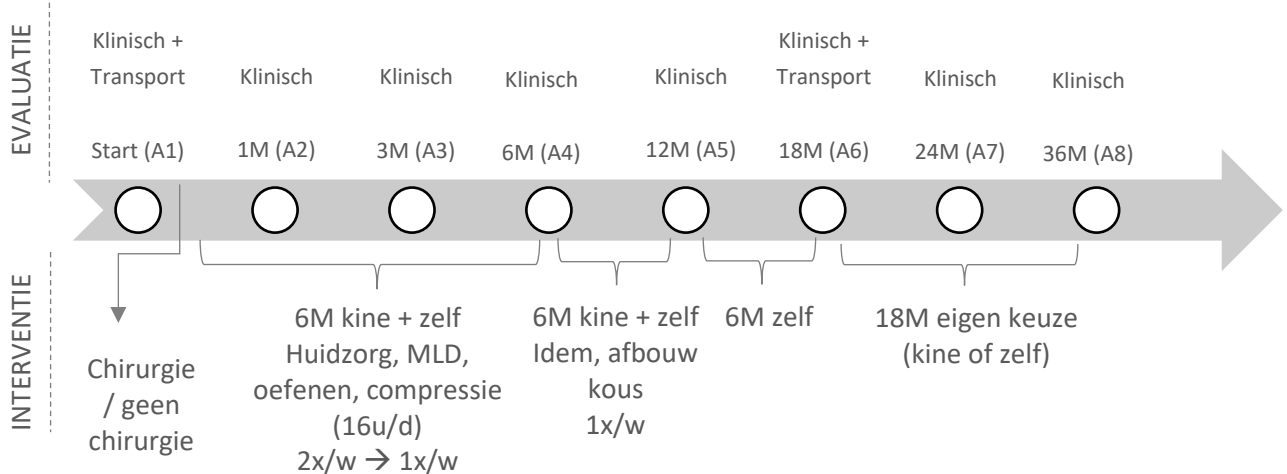 EVALUATIE
Klinisch +
Transport
Klinisch
Klinisch
Klinisch
Klinisch
Klinisch +
Transport
Klinisch
Klinisch
Start (A1)
1M (A2)
3M (A3)
6M (A4)
12M (A5)
18M (A6)
24M (A7)
36M (A8)
INTERVENTIE
Chirurgie
/ geen
chirurgie
6M kine + zelf
Huidzorg, MLD,
oefenen, compressie
(16u/d)
2x/w → 1x/w
6M kine + zelf
Idem, afbouw
kous
1x/w
6M zelf
18M eigen keuze
(kine of zelf)